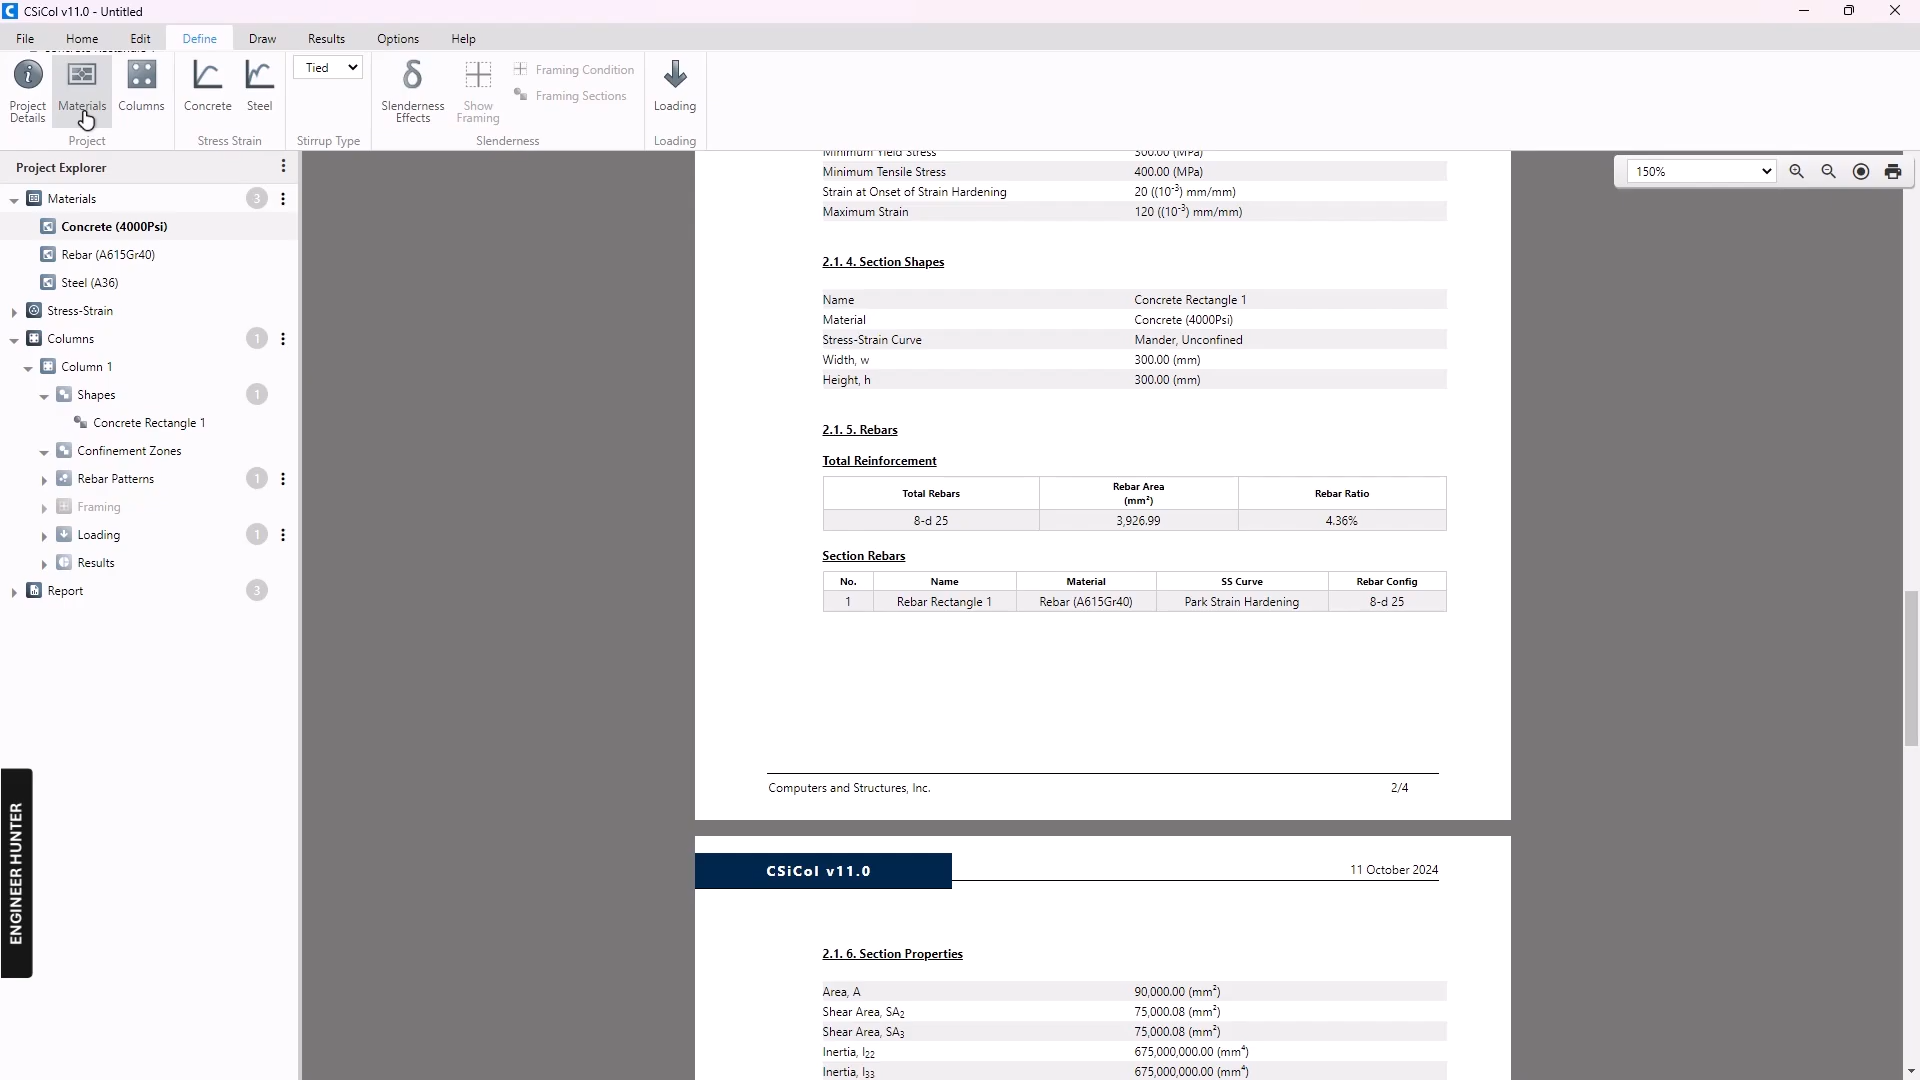 CSiCol v11.0 - Untitled
File Home Edit Define Draw Results Options Help
Project Details
Materials
Columns
Project
Concrete
Steel
Stress Strain
Tied
Stirrup Type
Slenderness Effects
Show Framing
Framing Condition
Framing Sections
Slenderness
Loading
Loading
Project Explorer
Materials 3
Concrete (4000Psi)
Rebar (A615Gr40)
Steel (A36)
Stress-Strain
Columns 1
Column 1
Shapes 1
Concrete Rectangle 1
Confinement Zones
Rebar Patterns 1
Framing
Loading 1
Results
Report 3
ENGINEER HUNTER
150%
Minimum Yield Stress 300.00 (MPa)
Minimum Tensile Stress 400.00 (MPa)
Strain at Onset of Strain Hardening 20 ((10⁻³) mm/mm)
Maximum Strain 120 ((10⁻³) mm/mm)
2.1. 4. Section Shapes
Name Concrete Rectangle 1
Material Concrete (4000Psi)
Stress-Strain Curve Mander, Unconfined
Width, w 300.00 (mm)
Height, h 300.00 (mm)
2.1. 5. Rebars
Total Reinforcement
Total Rebars Rebar Area (mm²) Rebar Ratio
8-d 25 3,926.99 4.36%
Section Rebars
No. Name Material SS Curve Rebar Config
1 Rebar Rectangle 1 Rebar (A615Gr40) Park Strain Hardening 8-d 25
Computers and Structures, Inc. 2/4
CSiCol v11.0 11 October 2024
2.1. 6. Section Properties
Area, A 90,000.00 (mm²)
Shear Area, SA₂ 75,000.08 (mm²)
Shear Area, SA₃ 75,000.08 (mm²)
Inertia, I₂₂ 675,000,000.00 (mm⁴)
Inertia, I₃₃ 675,000,000.00 (mm⁴)